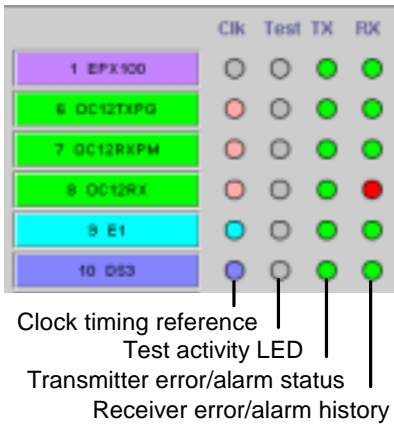 Clk Test TX RX
1 EPX100
6 OC12TXPG
7 OC12RXPM
8 OC12RX
9 E1
10 DS3
Clock timing reference
Test activity LED
Transmitter error/alarm status
Receiver error/alarm history